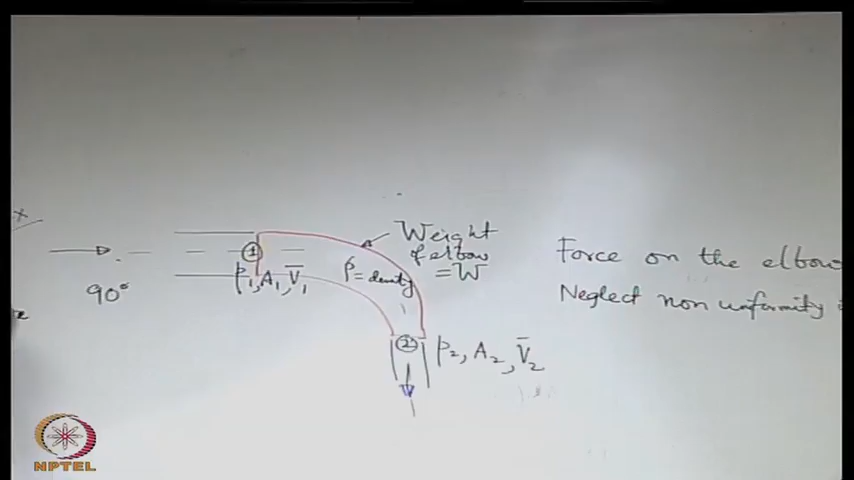 Weight
of elbow
= W
Force on the elbow
①
90°
p₁, A₁, V̄₁
ρ = density
Neglect non uniformity
②
p₂, A₂, V̄₂
NPTEL